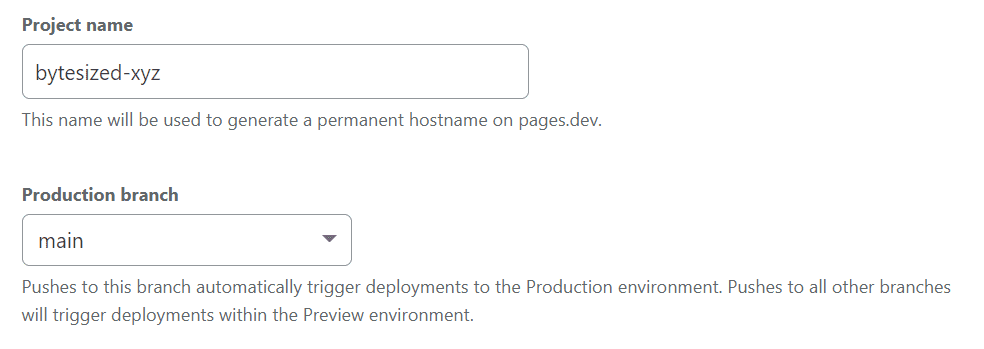 Project name
bytesized-xyz
This name will be used to generate a permanent hostname on pages.dev.
Production branch
main
Pushes to this branch automatically trigger deployments to the Production environment. Pushes to all other branches
will trigger deployments within the Preview environment.